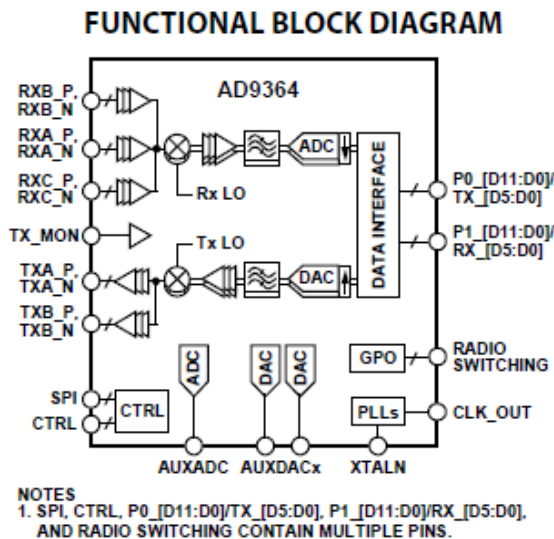 FUNCTIONAL BLOCK DIAGRAM
AD9364
RXB_P,
RXB_N
RXA_P,
RXA_N
RXC_P,
RXC_N
TX_MON
TXA_P,
TXA_N
TXB_P,
TXB_N
SPI
CTRL
CTRL
Rx LO
Tx LO
ADC
DAC
DATA INTERFACE
P0_[D11:D0]/
TX_[D5:D0]
P1_[D11:D0]/
RX_[D5:D0]
ADC
DAC
DAC
GPO
RADIO
SWITCHING
PLLs
CLK_OUT
AUXADC
AUXDACx
XTALN
NOTES
1. SPI, CTRL, P0_[D11:D0]/TX_[D5:D0], P1_[D11:D0]/RX_[D5:D0],
AND RADIO SWITCHING CONTAIN MULTIPLE PINS.